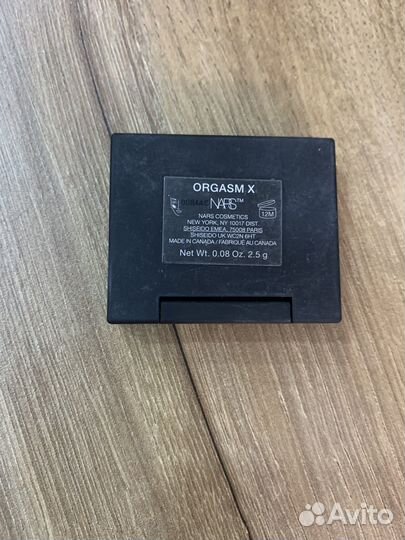 ORGASM X
NARS™
12M
NARS COSMETICS
NEW YORK, NY 10017 DIST.
SHISEIDO EMEA, 75008 PARIS
SHISEIDO UK WC2N 6HT
MADE IN CANADA / FABRIQUÉ AU CANADA
Net Wt. 0.08 Oz. 2.5 g
Avito